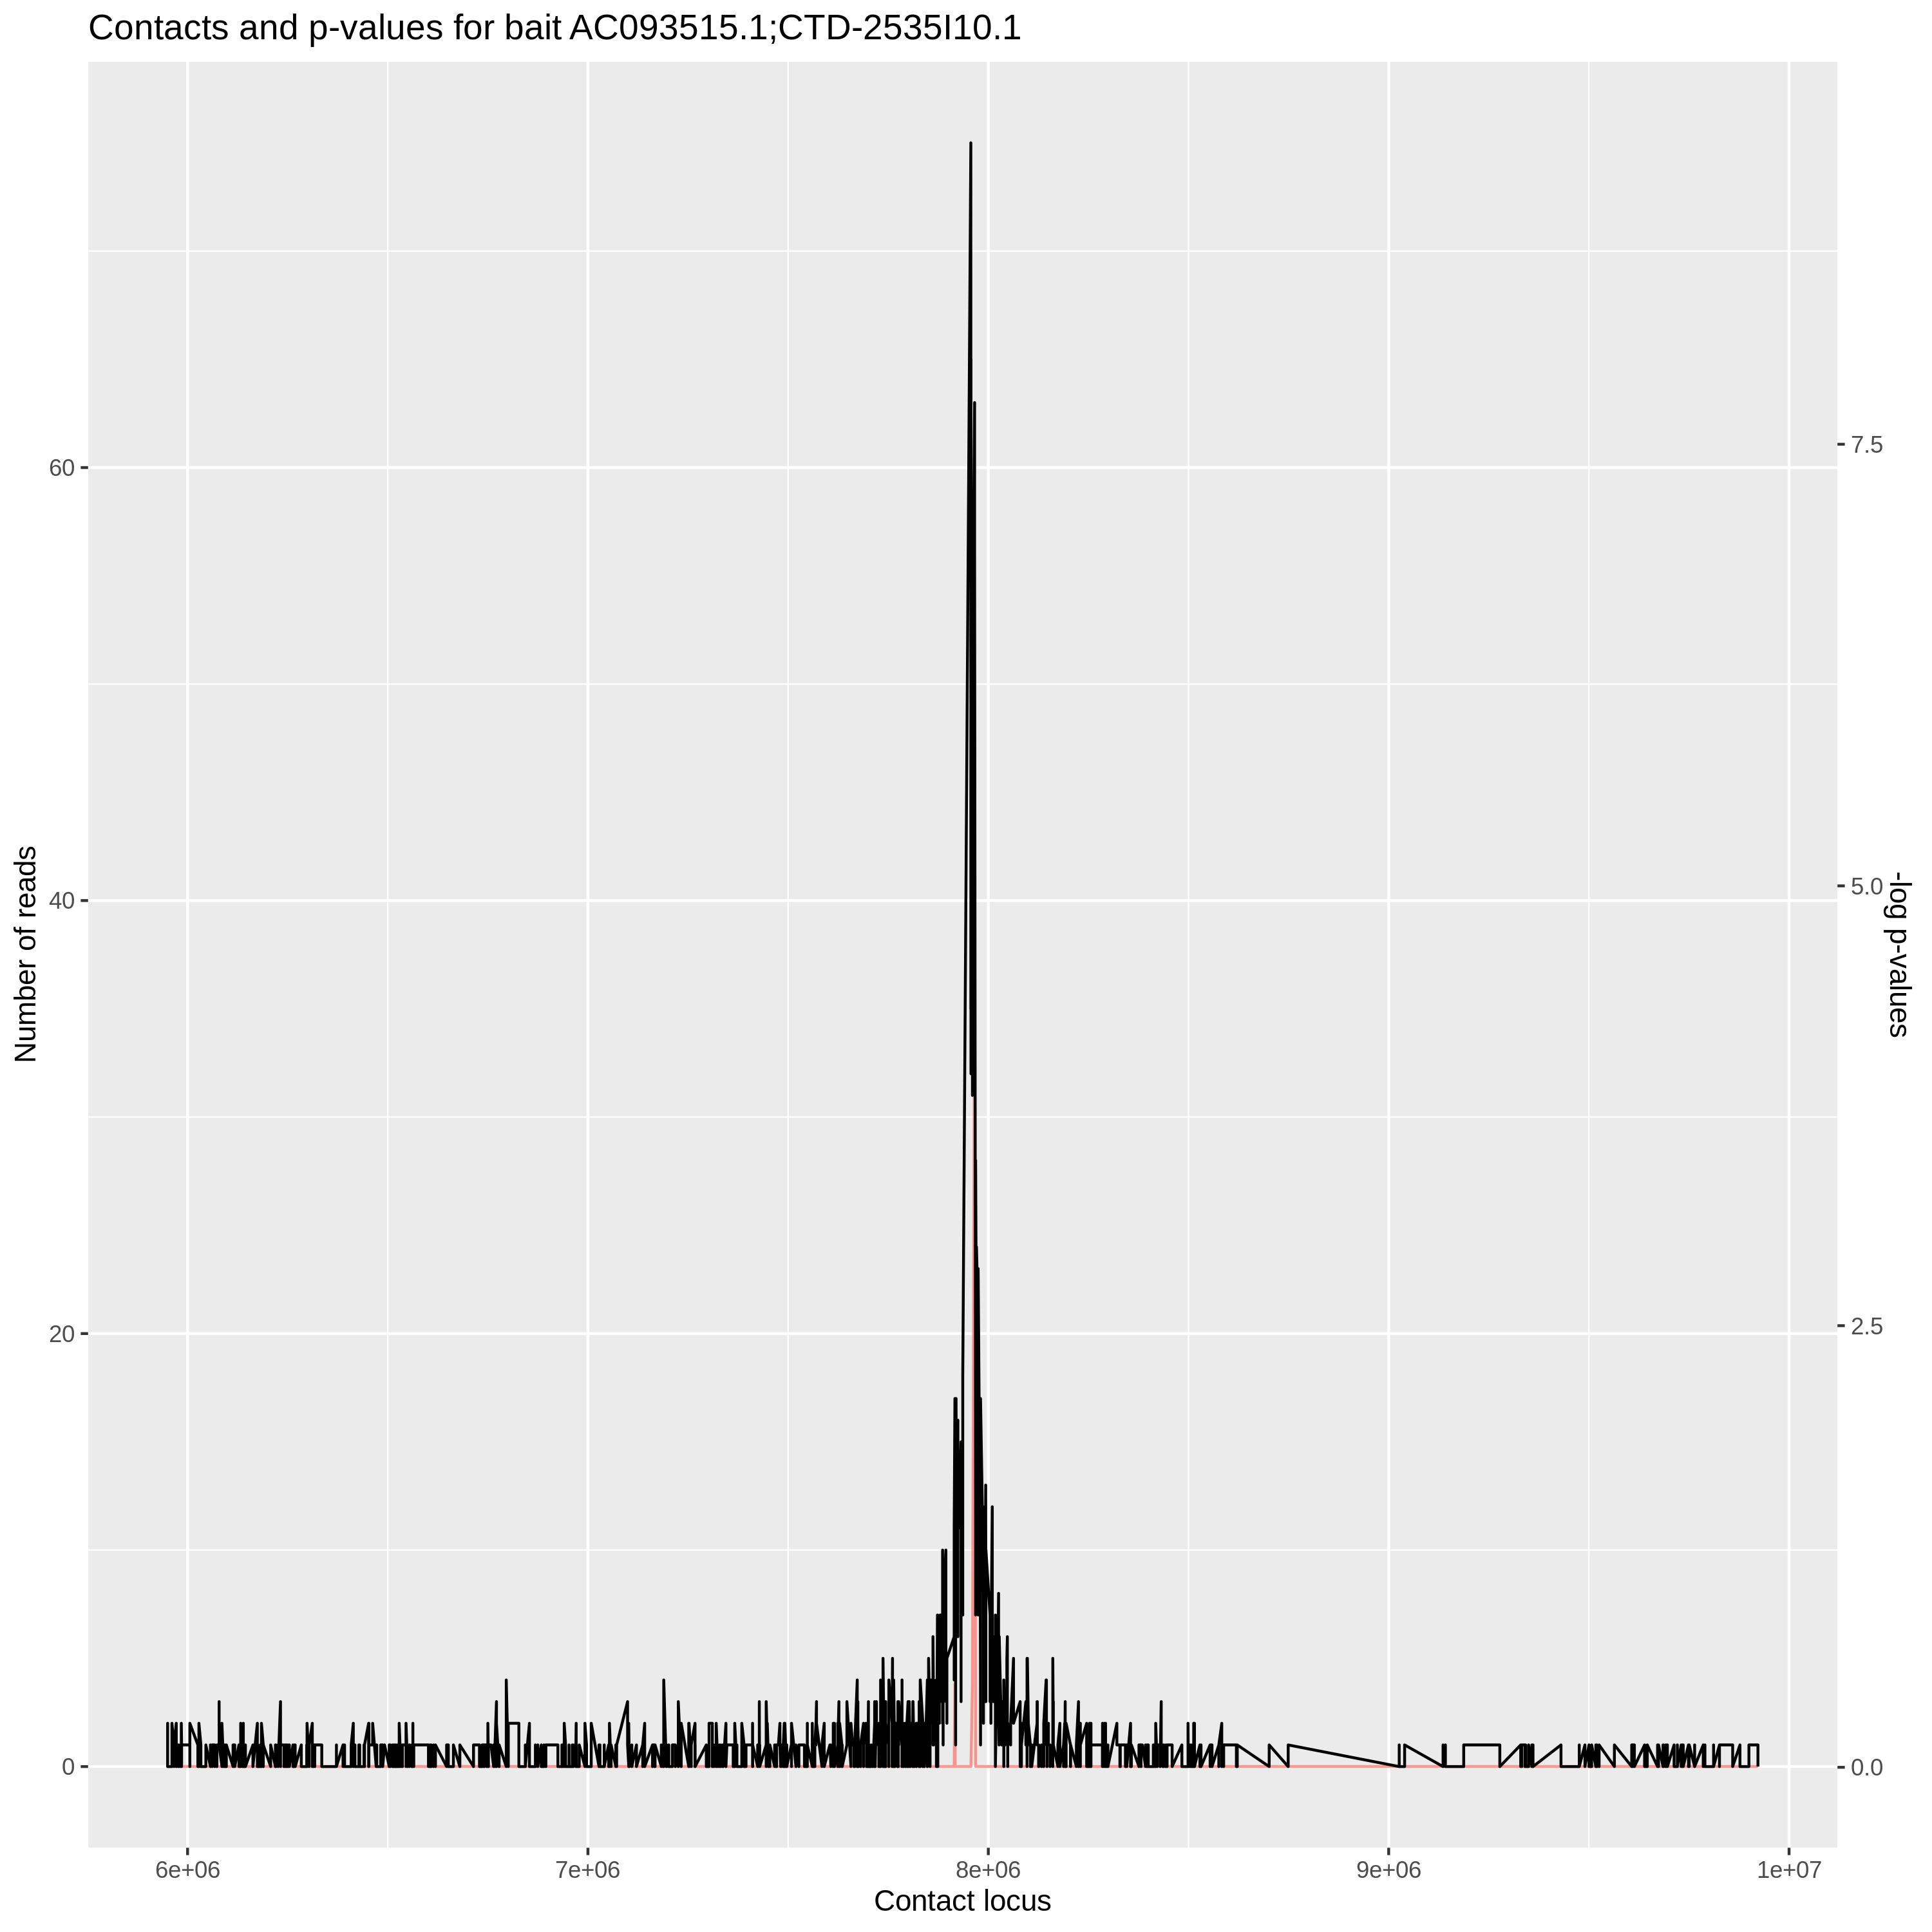 Contacts and p-values for bait AC093515.1;CTD-2535I10.1
Number of reads
60
40
20
0
7.5
5.0
2.5
0.0
-log p-values
6e+06 7e+06 8e+06 9e+06 1e+07
Contact locus